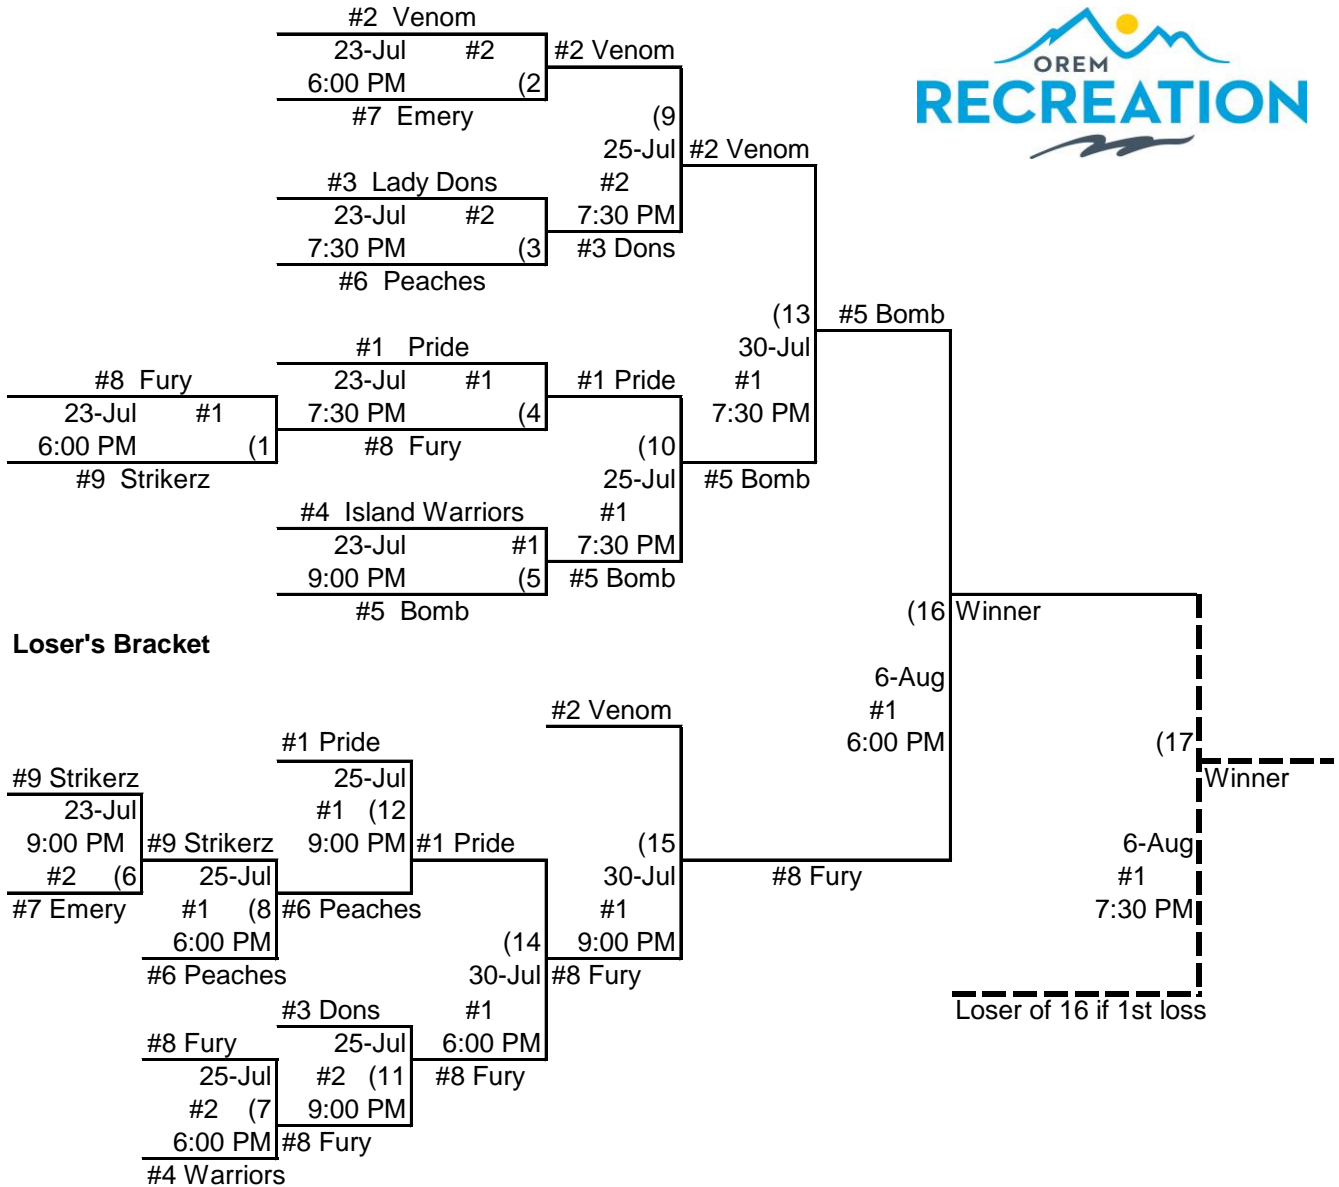 #2 Venom
23-Jul #2
6:00 PM (2
#7 Emery
#2 Venom
(9
25-Jul
#2
7:30 PM
#3 Lady Dons
23-Jul #2
7:30 PM (3
#6 Peaches
#3 Dons
#2 Venom
OREM
RECREATION
(13
30-Jul
#1
7:30 PM
#5 Bomb
#8 Fury
23-Jul #1
6:00 PM (1
#9 Strikerz
#1 Pride
23-Jul #1
7:30 PM (4
#8 Fury
#1 Pride
(10
25-Jul
#1
7:30 PM
#5 Bomb
#4 Island Warriors
23-Jul #1
9:00 PM (5
#5 Bomb
#5 Bomb
(16 Winner
6-Aug
#1
6:00 PM
Loser's Bracket
#9 Strikerz
23-Jul
9:00 PM
#2 (6
#7 Emery
#9 Strikerz
25-Jul
#1 (8
6:00 PM
#6 Peaches
#1 Pride
25-Jul
#1 (12
9:00 PM
#6 Peaches
#1 Pride
(14
30-Jul
#1
6:00 PM
#8 Fury
#2 Venom
(15
30-Jul
#1
9:00 PM
#8 Fury
#8 Fury
#3 Dons
25-Jul
#2 (11
9:00 PM
#8 Fury
#8 Fury
25-Jul
#2 (7
6:00 PM
#4 Warriors
(17
Winner
6-Aug
#1
7:30 PM
Loser of 16 if 1st loss